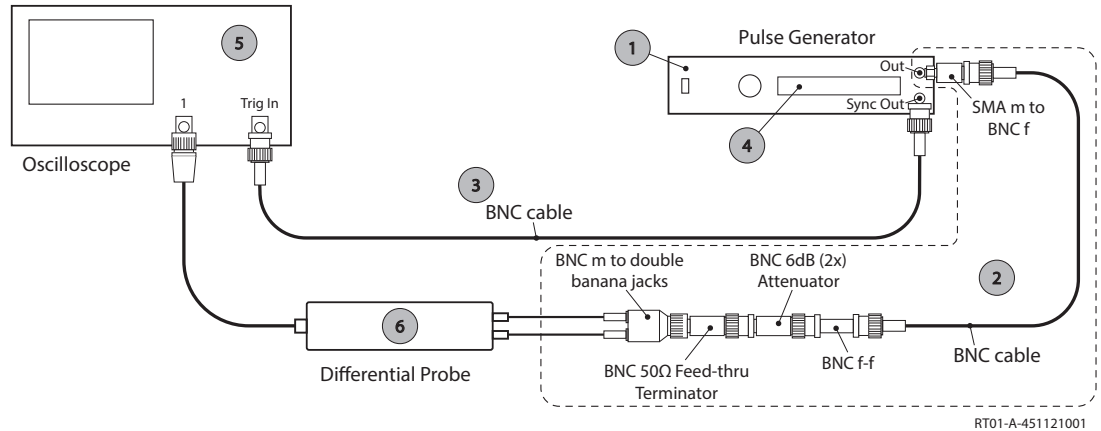 5
1
Trig In
Oscilloscope
Pulse Generator
1
Out
Sync Out
4
SMA m to
BNC f
3
BNC cable
2
BNC m to double
banana jacks
BNC 6dB (2x)
Attenuator
6
Differential Probe
BNC 50Ω Feed-thru
Terminator
BNC f-f
BNC cable
RT01-A-451121001